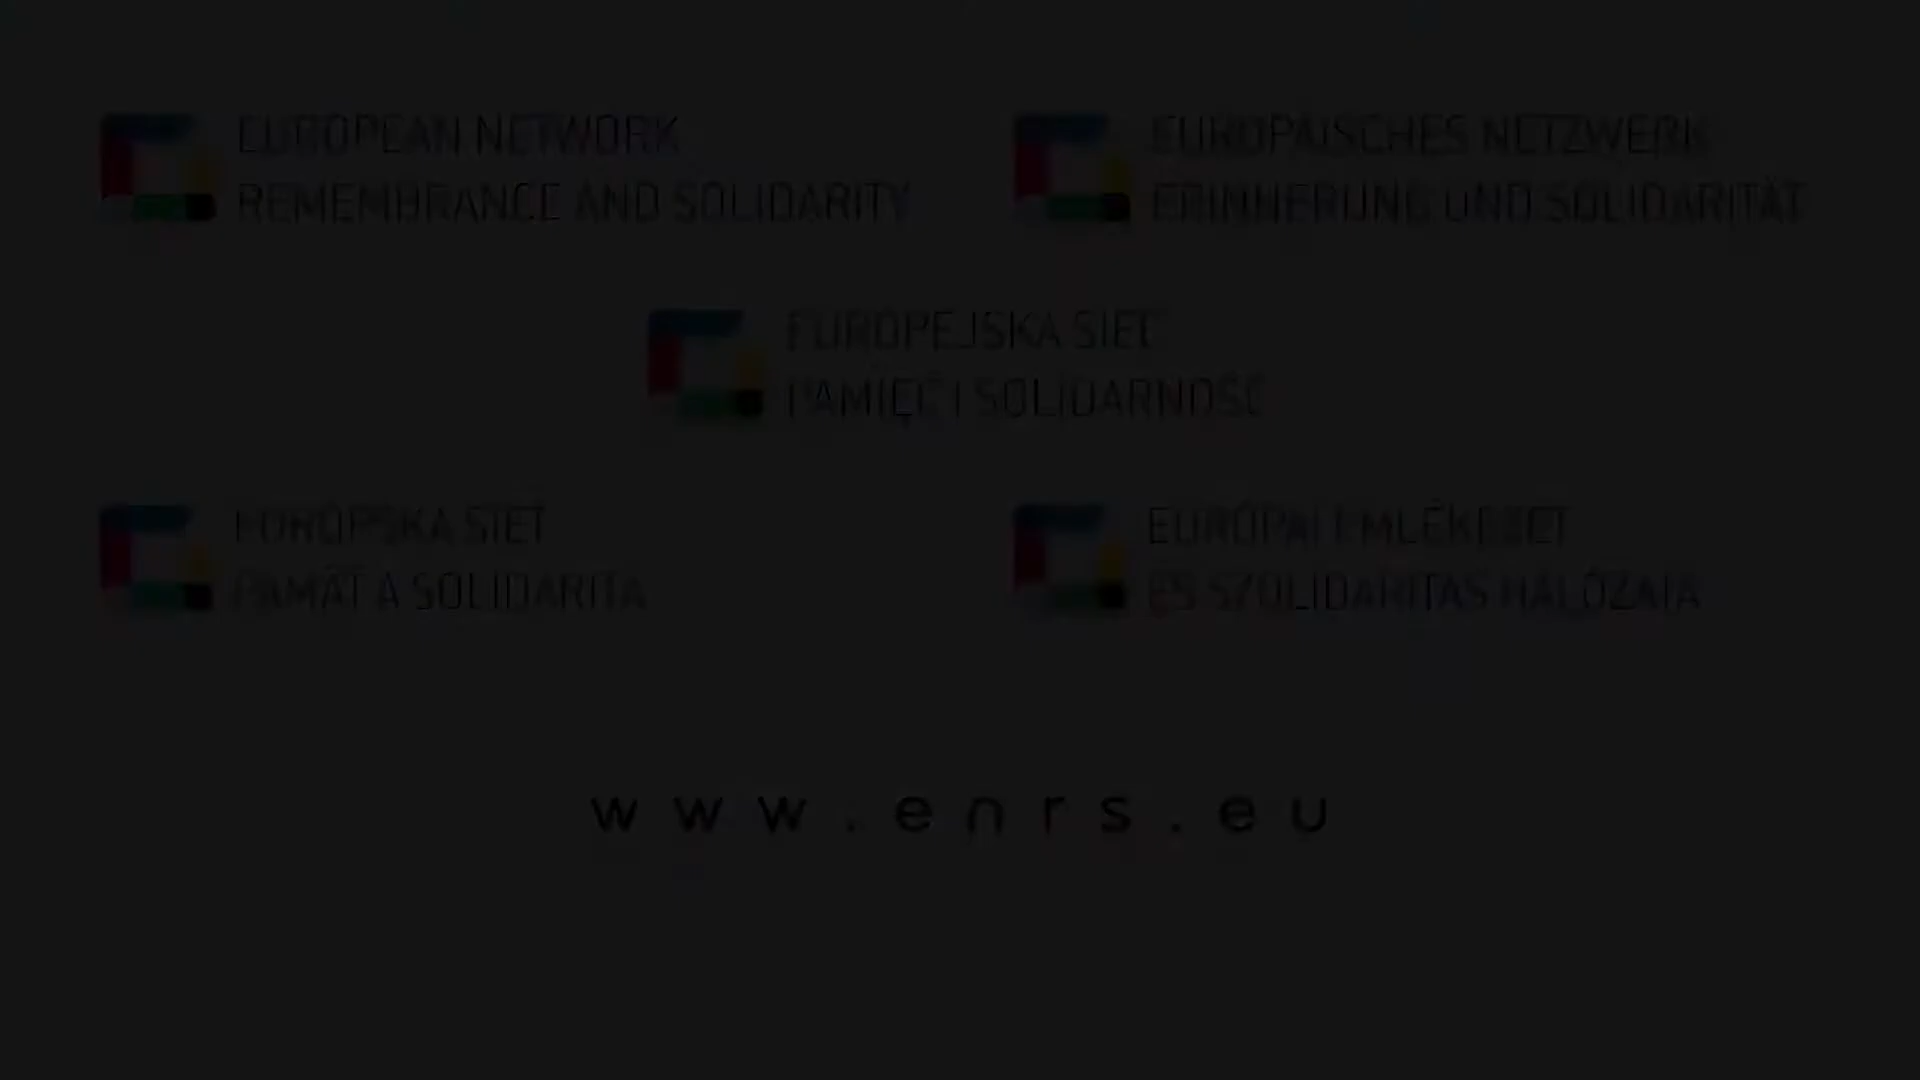 EUROPEAN NETWORK
REMEMBRANCE AND SOLIDARITY
EUROPÄISCHES NETZWERK
ERINNERUNG UND SOLIDARITÄT
EUROPEJSKA SIEĆ
PAMIĘĆ I SOLIDARNOŚĆ
EURÓPSKA SIEŤ
PAMÄŤ A SOLIDARITA
EURÓPAI EMLÉKEZET
ÉS SZOLIDARITÁS HÁLÓZATA
www.enrs.eu